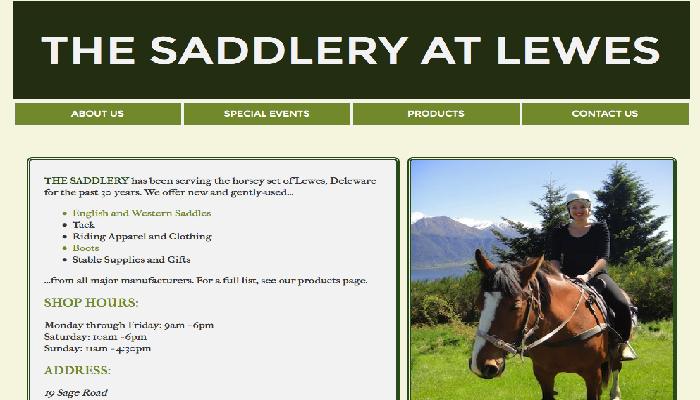 THE SADDLERY AT LEWES
ABOUT US
SPECIAL EVENTS
PRODUCTS
CONTACT US
THE SADDLERY has been serving the horsey set of Lewes, Deleware
for the past 30 years. We offer new and gently-used...
• English and Western Saddles
• Tack
• Riding Apparel and Clothing
• Boots
• Stable Supplies and Gifts
...from all major manufacturers. For a full list, see our products page.
SHOP HOURS:
Monday through Friday: 9am -6pm
Saturday: 10am -6pm
Sunday: 11am -4:30pm
ADDRESS:
19 Sage Road